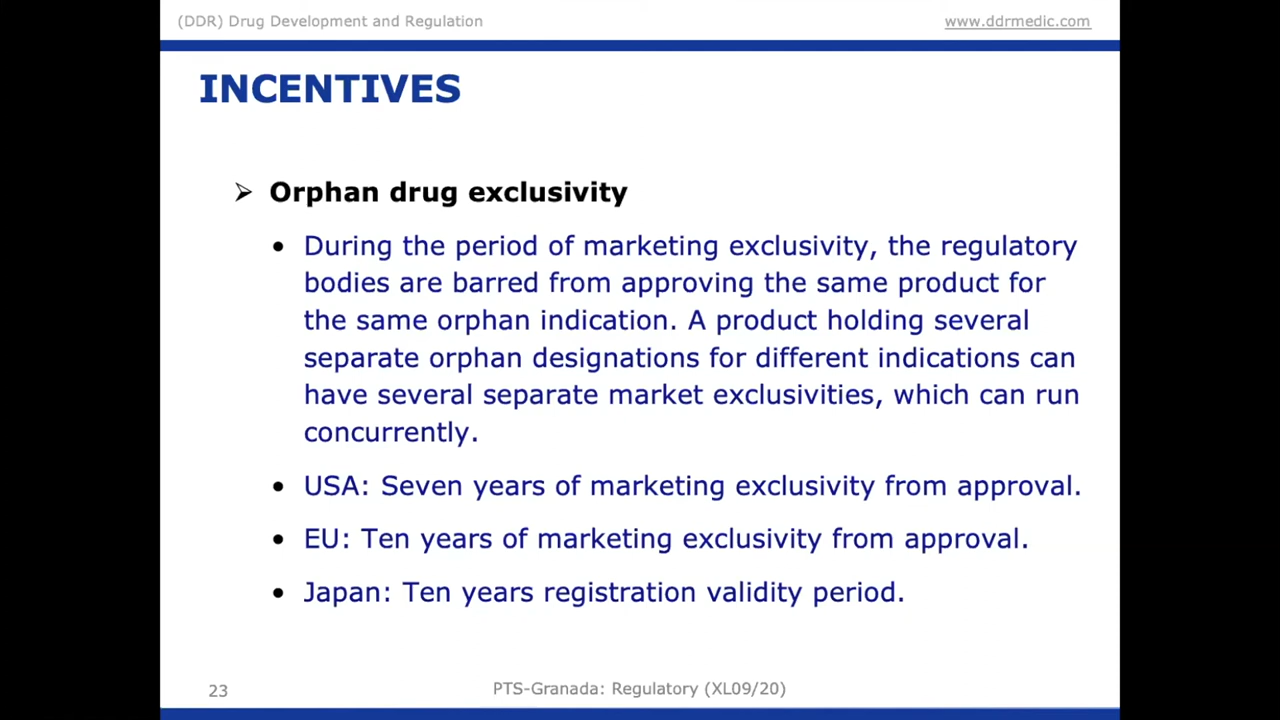 (DDR) Drug Development and Regulation
www.ddrmedic.com
INCENTIVES
➢ Orphan drug exclusivity
• During the period of marketing exclusivity, the regulatory
bodies are barred from approving the same product for
the same orphan indication. A product holding several
separate orphan designations for different indications can
have several separate market exclusivities, which can run
concurrently.
• USA: Seven years of marketing exclusivity from approval.
• EU: Ten years of marketing exclusivity from approval.
• Japan: Ten years registration validity period.
23
PTS-Granada: Regulatory (XL09/20)